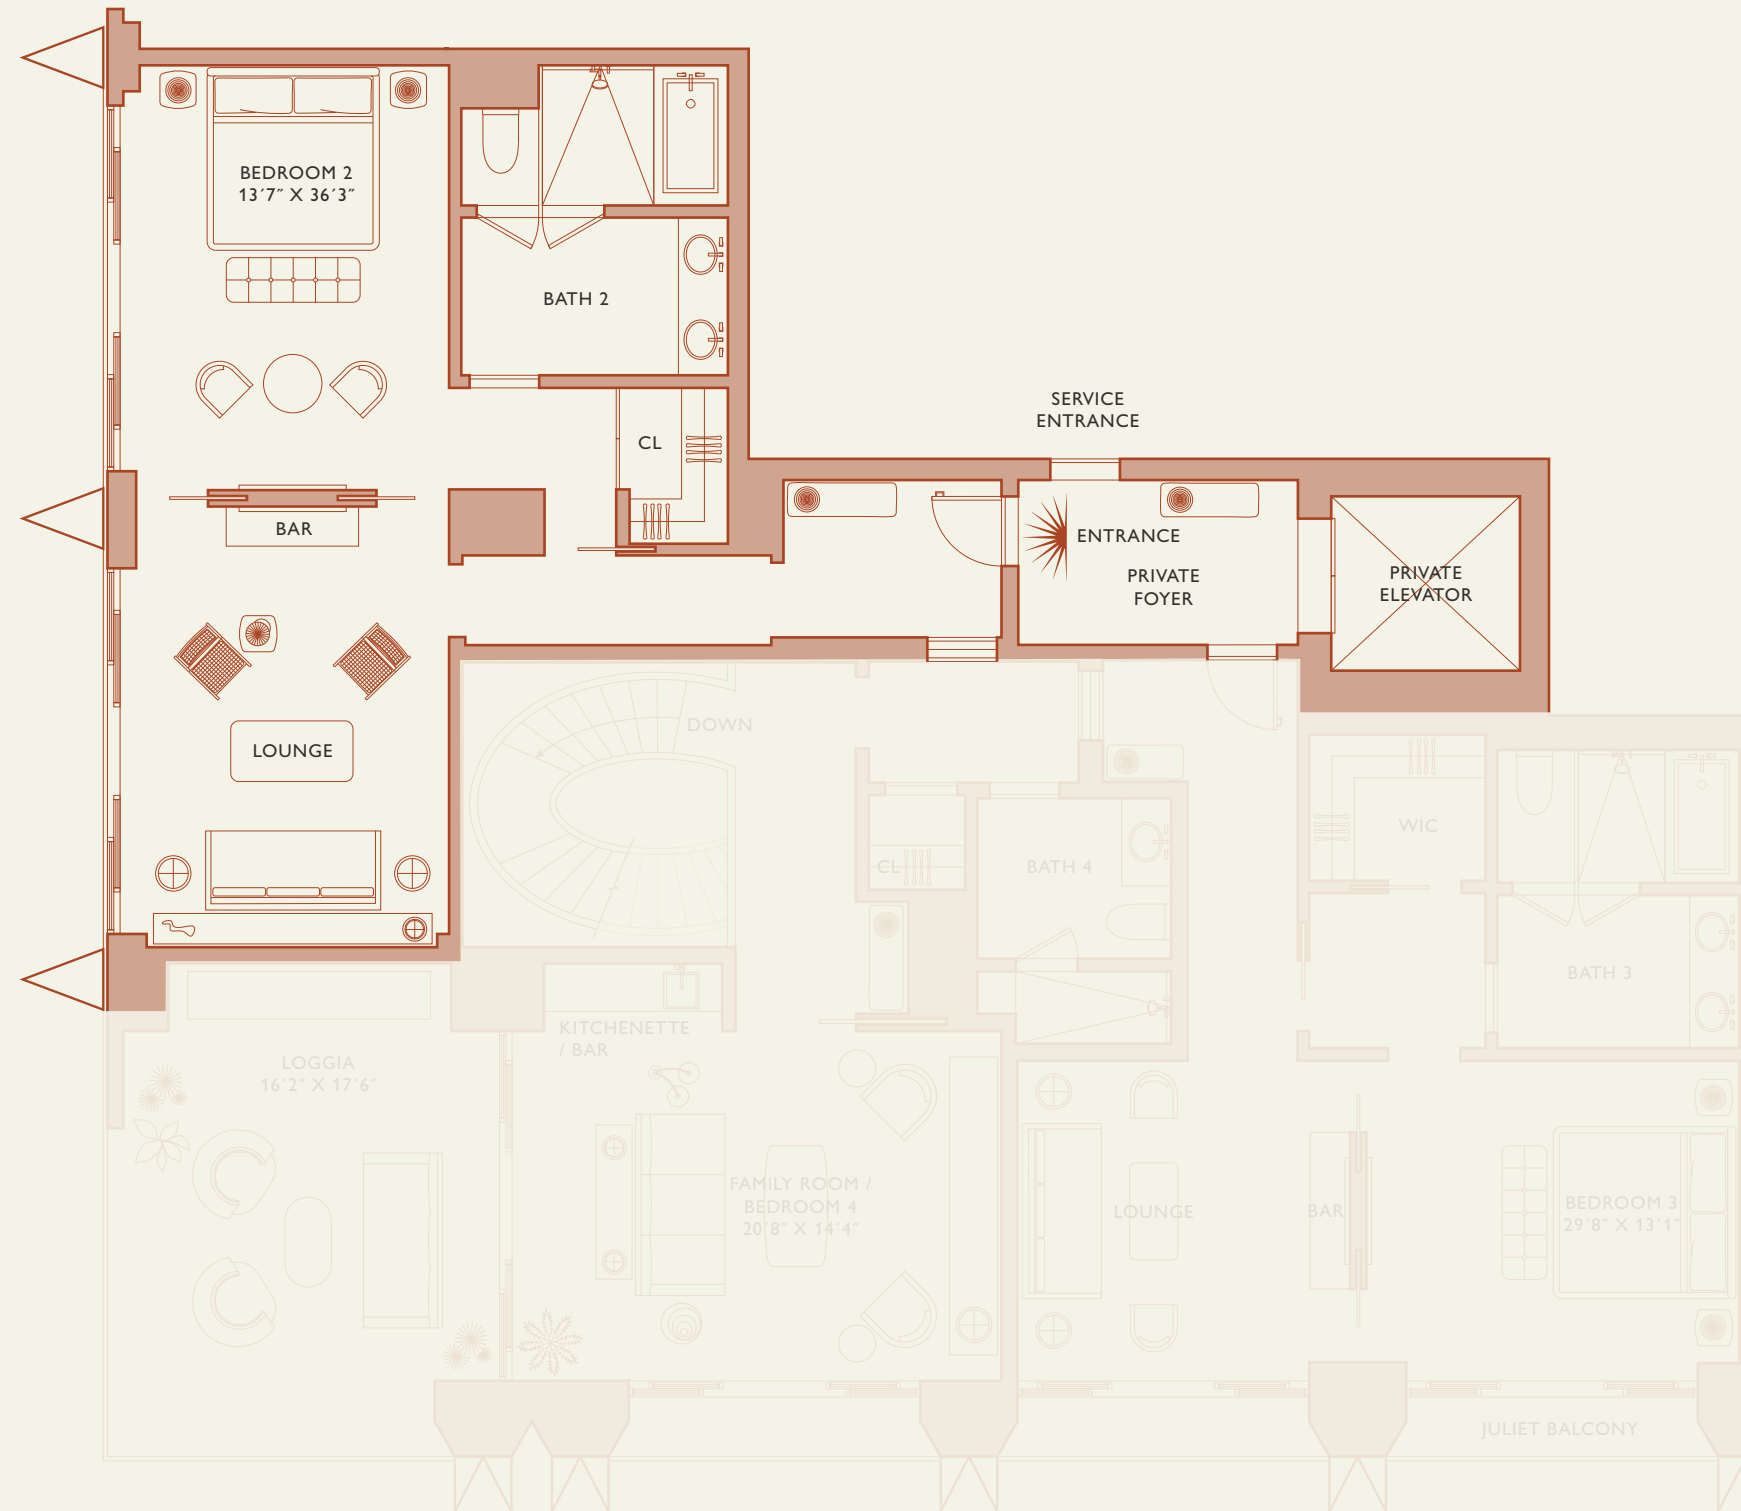 BEDROOM 2
13´7˝ X 36´3˝
BATH 2
SERVICE
ENTRANCE
CL
BAR
ENTRANCE
PRIVATE
FOYER
PRIVATE
ELEVATOR
DOWN
LOUNGE
WIC
CL
BATH 4
BATH 3
KITCHENETTE
/ BAR
LOGGIA
16´2˝ X 17´6˝
FAMILY ROOM /
BEDROOM 4
20´8˝ X 14´4˝
LOUNGE
BAR
BEDROOM 3
29´8˝ X 13´1˝
JULIET BALCONY